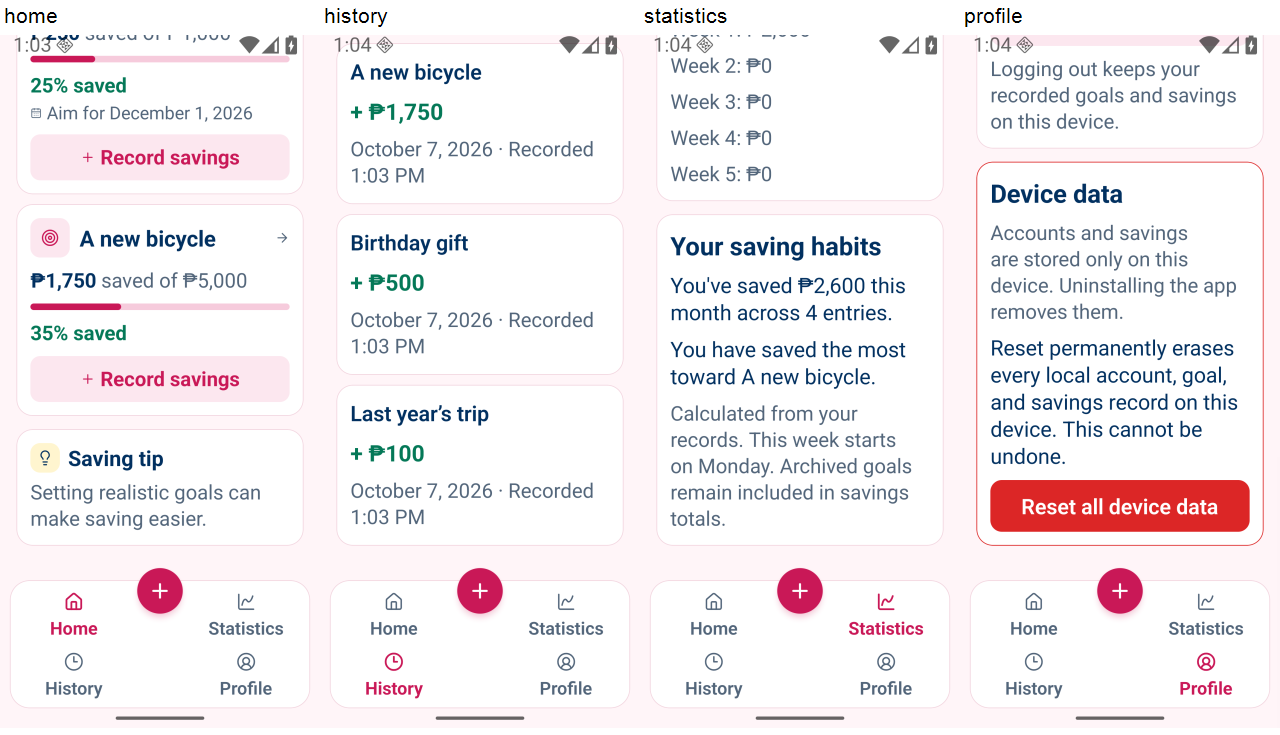 home
1:03
saved of
25% saved
Aim for December 1, 2026
+ Record savings
A new bicycle
₱1,750 saved of ₱5,000
35% saved
+ Record savings
Saving tip
Setting realistic goals can
make saving easier.
Home
Statistics
History
Profile
history
1:04
A new bicycle
+ ₱1,750
October 7, 2026 · Recorded
1:03 PM
Birthday gift
+ ₱500
October 7, 2026 · Recorded
1:03 PM
Last year’s trip
+ ₱100
October 7, 2026 · Recorded
1:03 PM
Home
Statistics
History
Profile
statistics
1:04
Week 2: ₱0
Week 3: ₱0
Week 4: ₱0
Week 5: ₱0
Your saving habits
You've saved ₱2,600 this
month across 4 entries.
You have saved the most
toward A new bicycle.
Calculated from your
records. This week starts
on Monday. Archived goals
remain included in savings
totals.
Home
Statistics
History
Profile
profile
1:04
Logging out keeps your
recorded goals and savings
on this device.
Device data
Accounts and savings
are stored only on this
device. Uninstalling the app
removes them.
Reset permanently erases
every local account, goal,
and savings record on this
device. This cannot be
undone.
Reset all device data
Home
Statistics
History
Profile